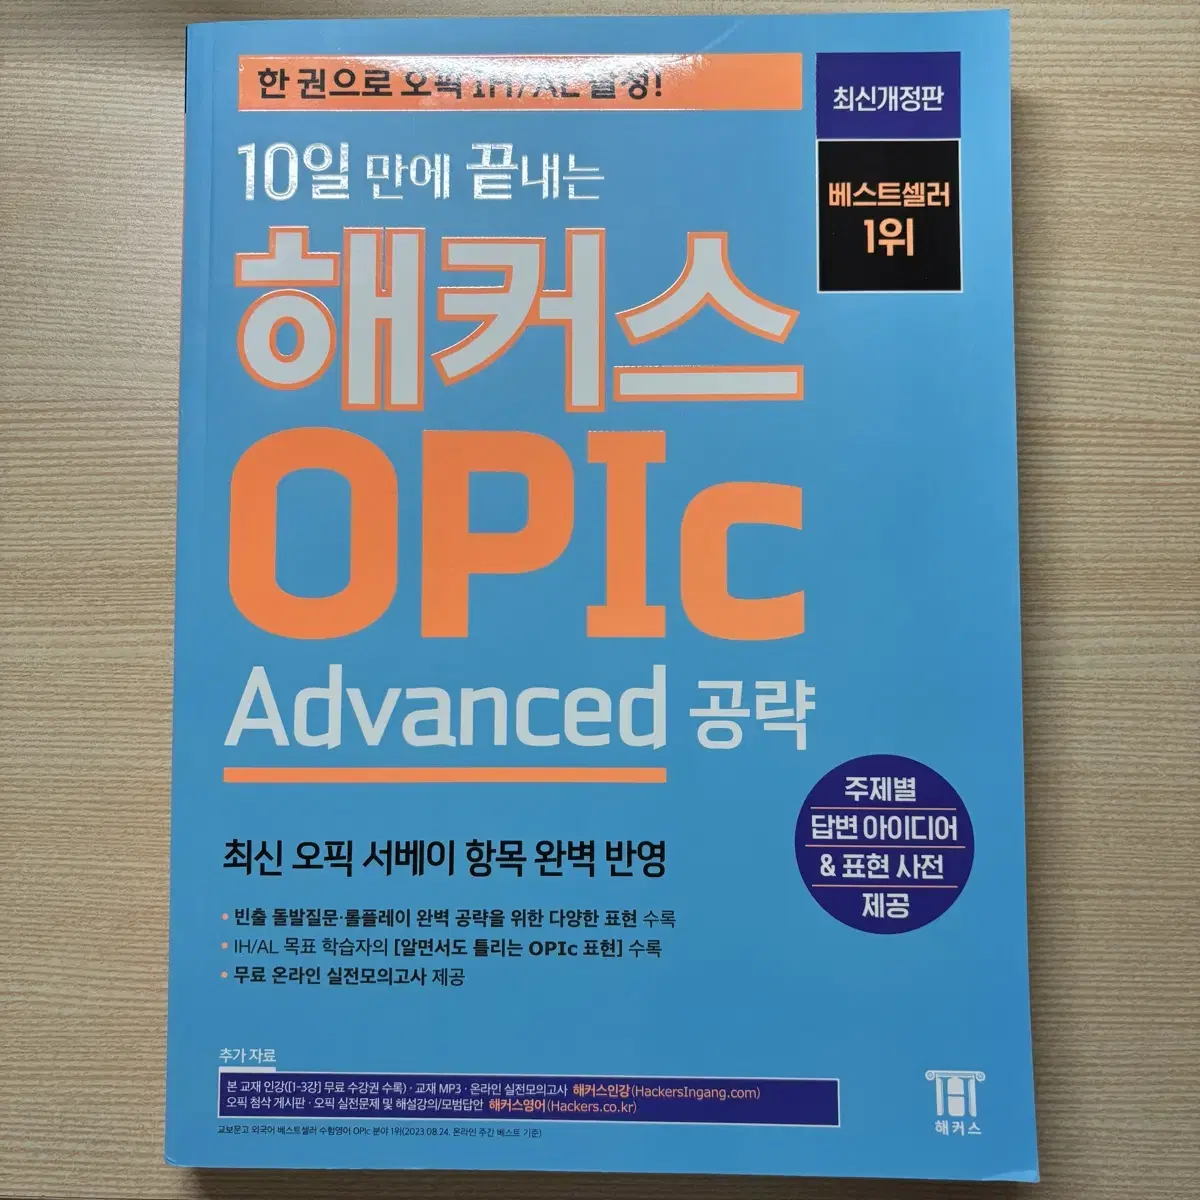 한 권으로 오픽 IH/AL 달성!
최신개정판
베스트셀러
1위
10일 만에 끝내는
해커스
OPIc
Advanced 공략
주제별
답변 아이디어
& 표현 사전
제공
최신 오픽 서베이 항목 완벽 반영
• 빈출 돌발질문·롤플레이 완벽 공략을 위한 다양한 표현 수록
• IH/AL 목표 학습자의 [알면서도 틀리는 OPIc 표현] 수록
• 무료 온라인 실전모의고사 제공
추가 자료
본 교재 인강([1-3강] 무료 수강권 수록) · 교재 MP3 · 온라인 실전모의고사 해커스인강(HackersIngang.com)
오픽 첨삭 게시판 · 오픽 실전문제 및 해설강의/모범답안 해커스영어(Hackers.co.kr)
교보문고 외국어 베스트셀러 수험영어 OPIc 분야 1위(2023.08.24. 온라인 주간 베스트 기준)
해커스